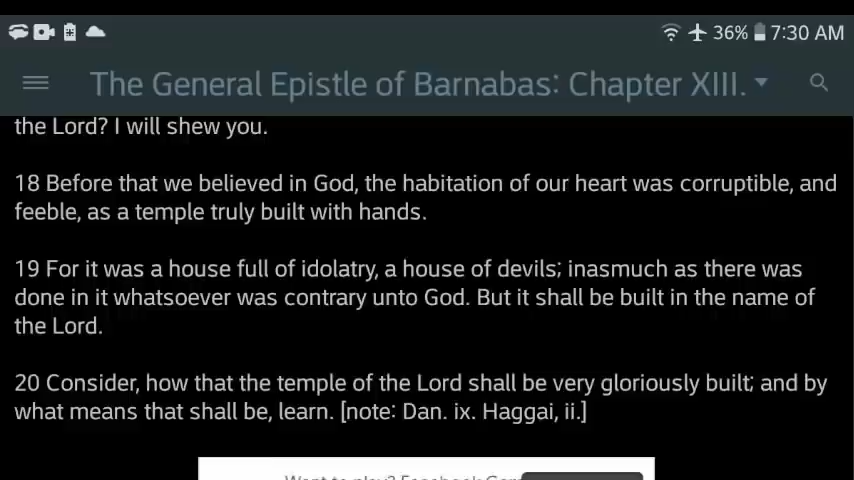 36% 7:30 AM
The General Epistle of Barnabas: Chapter XIII.
the Lord? I will shew you.
18 Before that we believed in God, the habitation of our heart was corruptible, and
feeble, as a temple truly built with hands.
19 For it was a house full of idolatry, a house of devils; inasmuch as there was
done in it whatsoever was contrary unto God. But it shall be built in the name of
the Lord.
20 Consider, how that the temple of the Lord shall be very gloriously built; and by
what means that shall be, learn. [note: Dan. ix. Haggai, ii.]
Want to play? Facebook